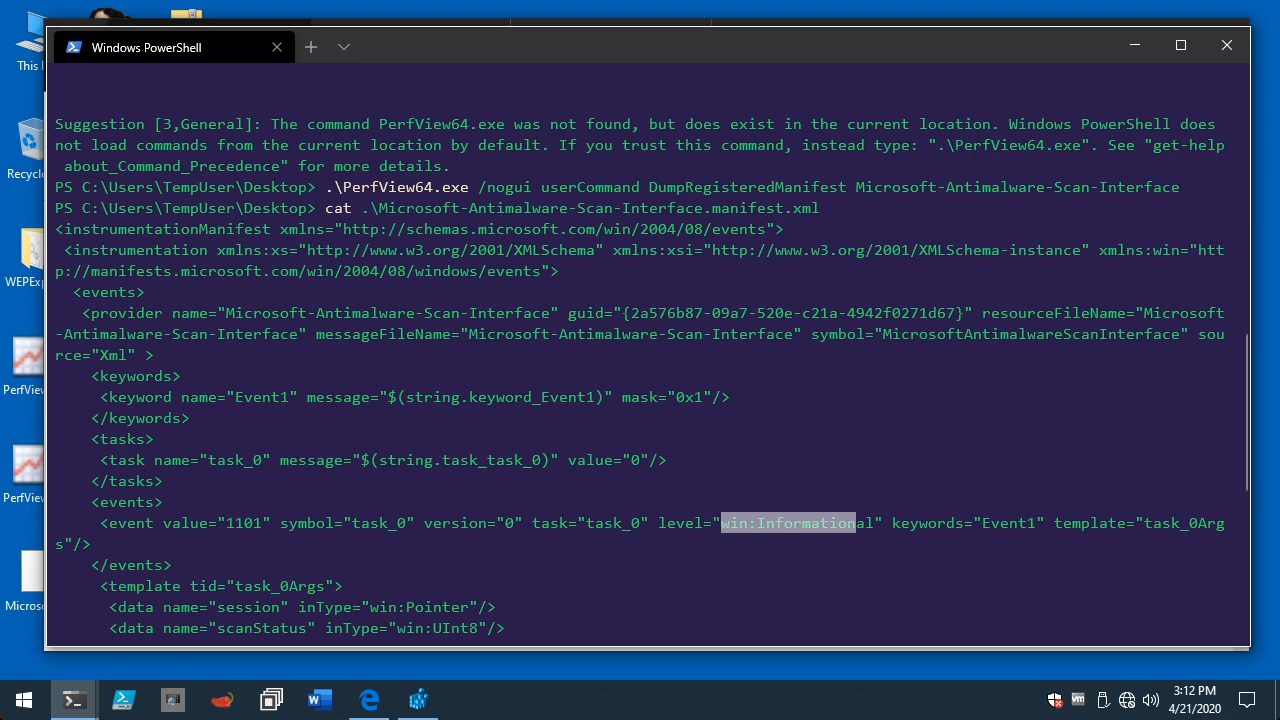 Windows PowerShell
This
Suggestion [3,General]: The command PerfView64.exe was not found, but does exist in the current location. Windows PowerShell does
not load commands from the current location by default. If you trust this command, instead type: ".\PerfView64.exe". See "get-help
about_Command_Precedence" for more details.
Recycl
PS C:\Users\TempUser\Desktop> .\PerfView64.exe /nogui userCommand DumpRegisteredManifest Microsoft-Antimalware-Scan-Interface
PS C:\Users\TempUser\Desktop> cat .\Microsoft-Antimalware-Scan-Interface.manifest.xml
<instrumentationManifest xmlns="http://schemas.microsoft.com/win/2004/08/events">
<instrumentation xmlns:xs="http://www.w3.org/2001/XMLSchema" xmlns:xsi="http://www.w3.org/2001/XMLSchema-instance" xmlns:win="htt
p://manifests.microsoft.com/win/2004/08/windows/events">
WEPExp
<events>
<provider name="Microsoft-Antimalware-Scan-Interface" guid="{2a576b87-09a7-520e-c21a-4942f0271d67}" resourceFileName="Microsoft
-Antimalware-Scan-Interface" messageFileName="Microsoft-Antimalware-Scan-Interface" symbol="MicrosoftAntimalwareScanInterface" sou
rce="Xml" >
<keywords>
PerfView
<keyword name="Event1" message="$(string.keyword_Event1)" mask="0x1"/>
</keywords>
<tasks>
<task name="task_0" message="$(string.task_task_0)" value="0"/>
</tasks>
PerfView
<events>
<event value="1101" symbol="task_0" version="0" task="task_0" level="win:Informational" keywords="Event1" template="task_0Arg
s"/>
</events>
<template tid="task_0Args">
Micros
<data name="session" inType="win:Pointer"/>
<data name="scanStatus" inType="win:UInt8"/>
3:12 PM
4/21/2020